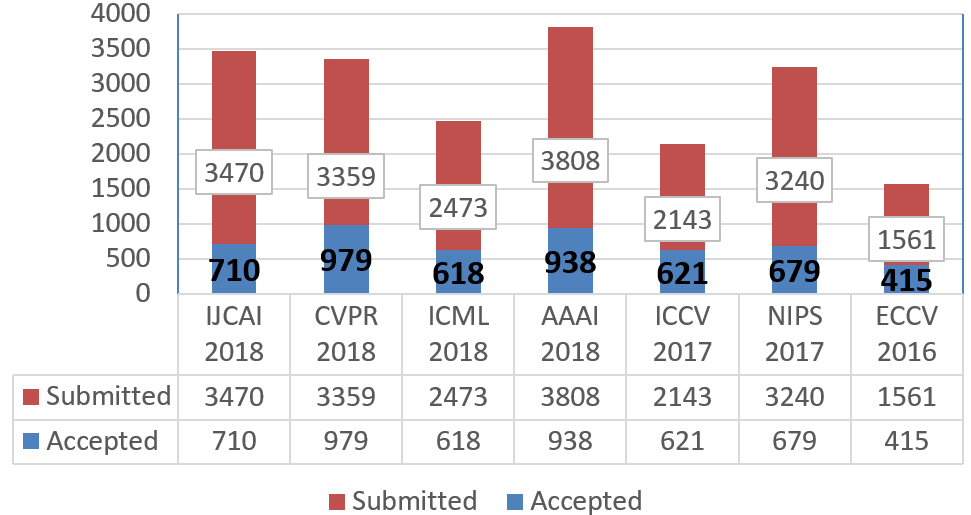 4000
3500
3000
2500
2000
1500
1000
500
0
3470 3359 2473 3808 2143 3240 1561
710 979 618 938 621 679 415
IJCAI CVPR ICML AAAI ICCV NIPS ECCV
2018 2018 2018 2018 2017 2017 2016
Submitted 3470 3359 2473 3808 2143 3240 1561
Accepted 710 979 618 938 621 679 415
Submitted Accepted